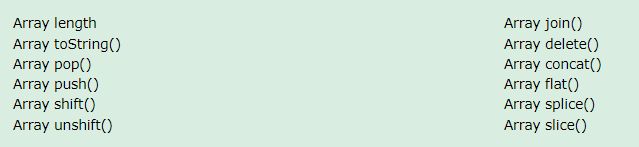 Array length
Array toString()
Array pop()
Array push()
Array shift()
Array unshift()
Array join()
Array delete()
Array concat()
Array flat()
Array splice()
Array slice()